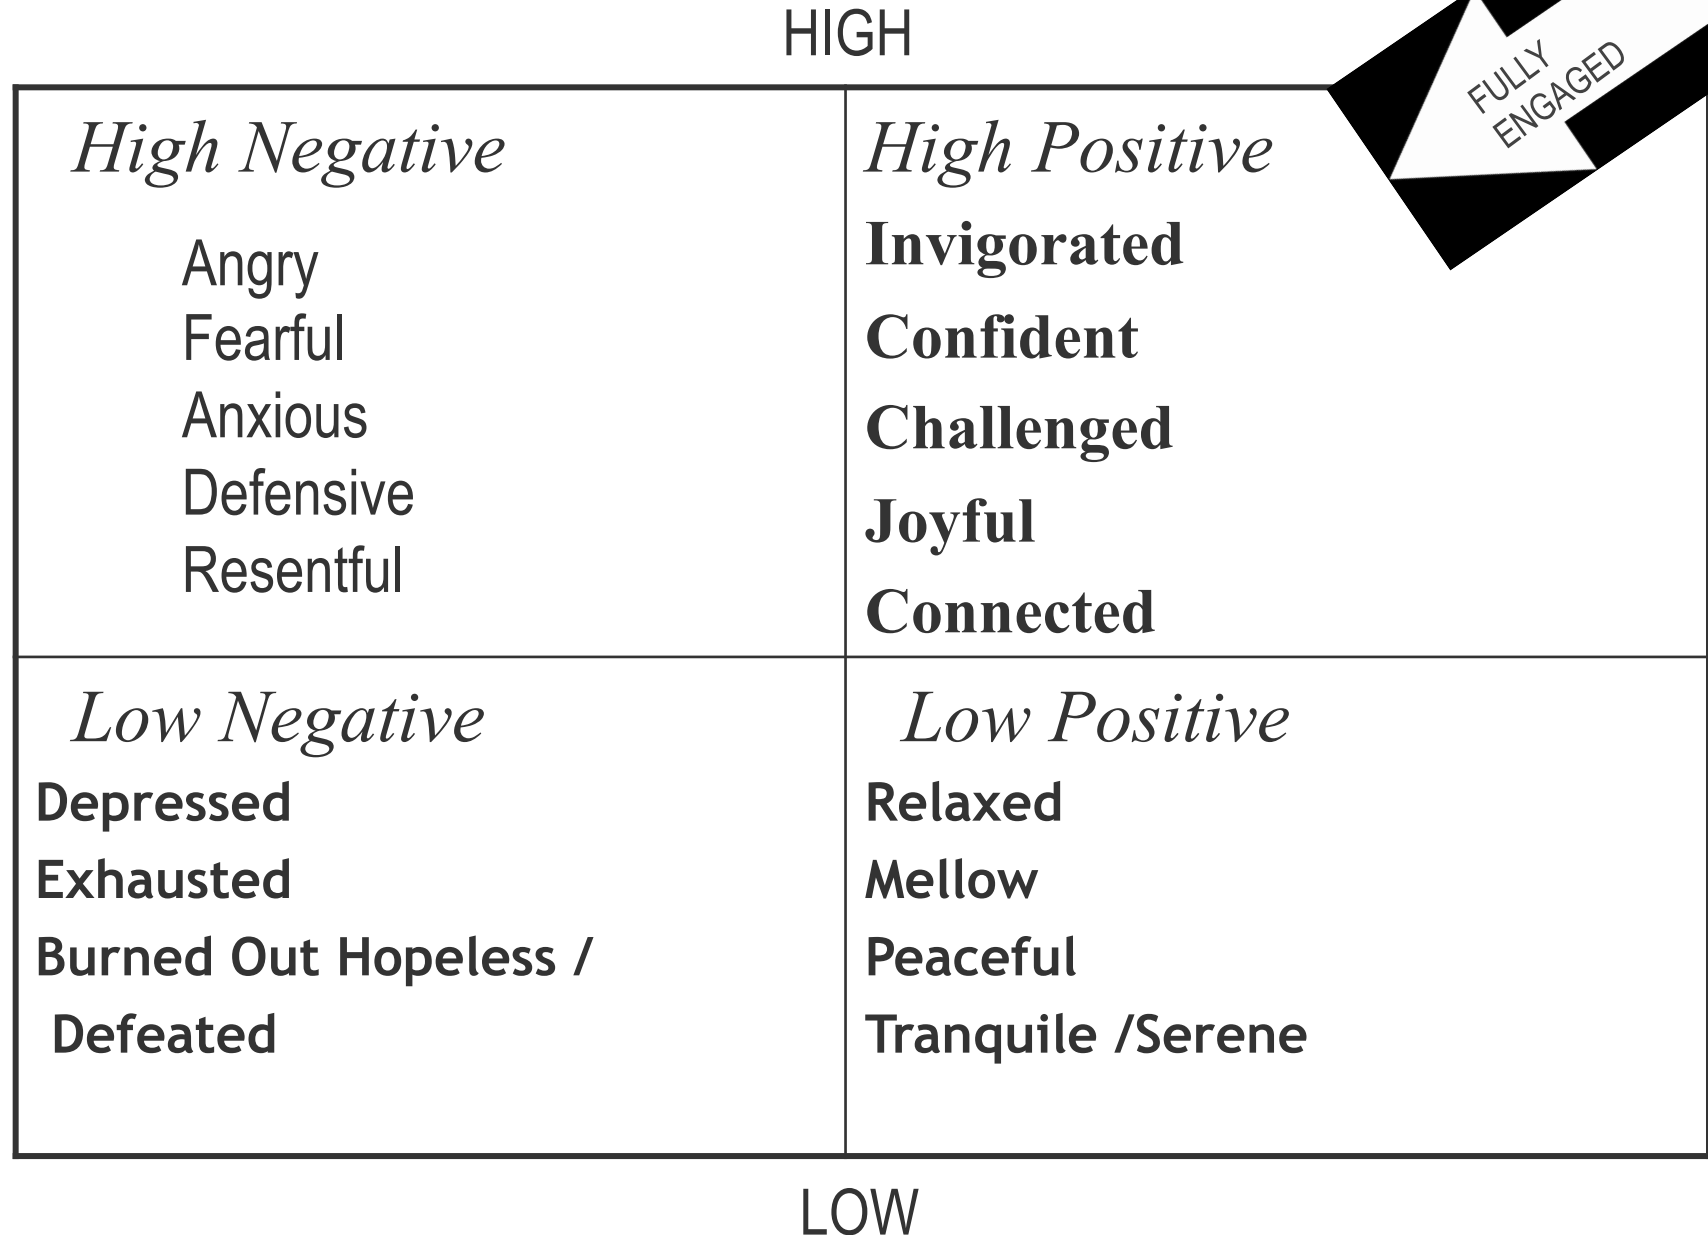 HIGH
FULLY
ENGAGED
High Negative
Angry
Fearful
Anxious
Defensive
Resentful
High Positive
Invigorated
Confident
Challenged
Joyful
Connected
Low Negative
Depressed
Exhausted
Burned Out Hopeless /
Defeated
Low Positive
Relaxed
Mellow
Peaceful
Tranquile /Serene
LOW